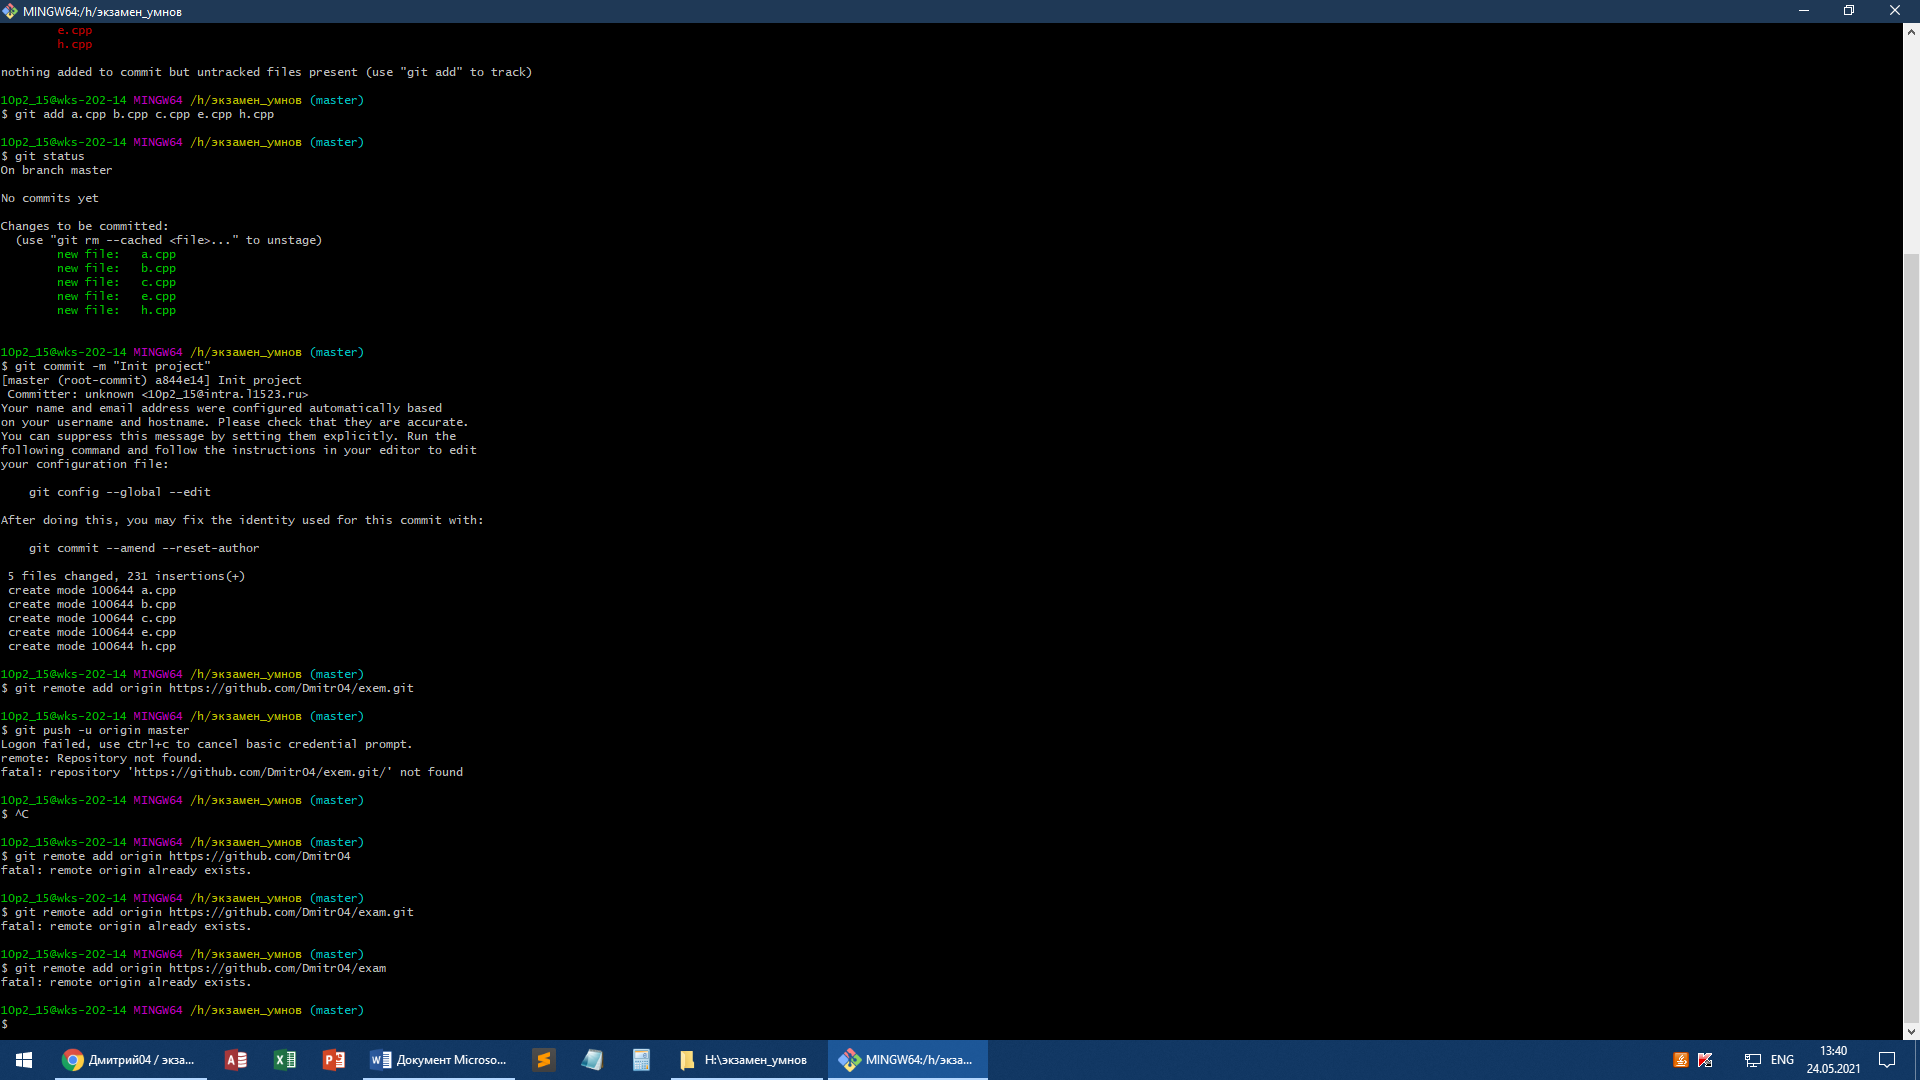 MINGW64:/h/экзамен_умнов
e.cpp
h.cpp
nothing added to commit but untracked files present (use "git add" to track)
10p2_15@wks-202-14 MINGW64 /h/экзамен_умнов (master)
$ git add a.cpp b.cpp c.cpp e.cpp h.cpp
10p2_15@wks-202-14 MINGW64 /h/экзамен_умнов (master)
$ git status
On branch master
No commits yet
Changes to be committed:
(use "git rm --cached <file>..." to unstage)
new file: a.cpp
new file: b.cpp
new file: c.cpp
new file: e.cpp
new file: h.cpp
10p2_15@wks-202-14 MINGW64 /h/экзамен_умнов (master)
$ git commit -m "Init project"
[master (root-commit) a844e14] Init project
Committer: unknown <10p2_15@intra.l1523.ru>
Your name and email address were configured automatically based
on your username and hostname. Please check that they are accurate.
You can suppress this message by setting them explicitly. Run the
following command and follow the instructions in your editor to edit
your configuration file:
git config --global --edit
After doing this, you may fix the identity used for this commit with:
git commit --amend --reset-author
5 files changed, 231 insertions(+)
create mode 100644 a.cpp
create mode 100644 b.cpp
create mode 100644 c.cpp
create mode 100644 e.cpp
create mode 100644 h.cpp
10p2_15@wks-202-14 MINGW64 /h/экзамен_умнов (master)
$ git remote add origin https://github.com/Dmitr04/exem.git
10p2_15@wks-202-14 MINGW64 /h/экзамен_умнов (master)
$ git push -u origin master
Logon failed, use ctrl+c to cancel basic credential prompt.
remote: Repository not found.
fatal: repository 'https://github.com/Dmitr04/exem.git/' not found
10p2_15@wks-202-14 MINGW64 /h/экзамен_умнов (master)
$ ^C
10p2_15@wks-202-14 MINGW64 /h/экзамен_умнов (master)
$ git remote add origin https://github.com/Dmitr04
fatal: remote origin already exists.
10p2_15@wks-202-14 MINGW64 /h/экзамен_умнов (master)
$ git remote add origin https://github.com/Dmitr04/exam.git
fatal: remote origin already exists.
10p2_15@wks-202-14 MINGW64 /h/экзамен_умнов (master)
$ git remote add origin https://github.com/Dmitr04/exam
fatal: remote origin already exists.
10p2_15@wks-202-14 MINGW64 /h/экзамен_умнов (master)
$
Дмитрий04 / экза... Документ Microso... H:\экзамен_умнов MINGW64:/h/экза... ENG 13:40
24.05.2021